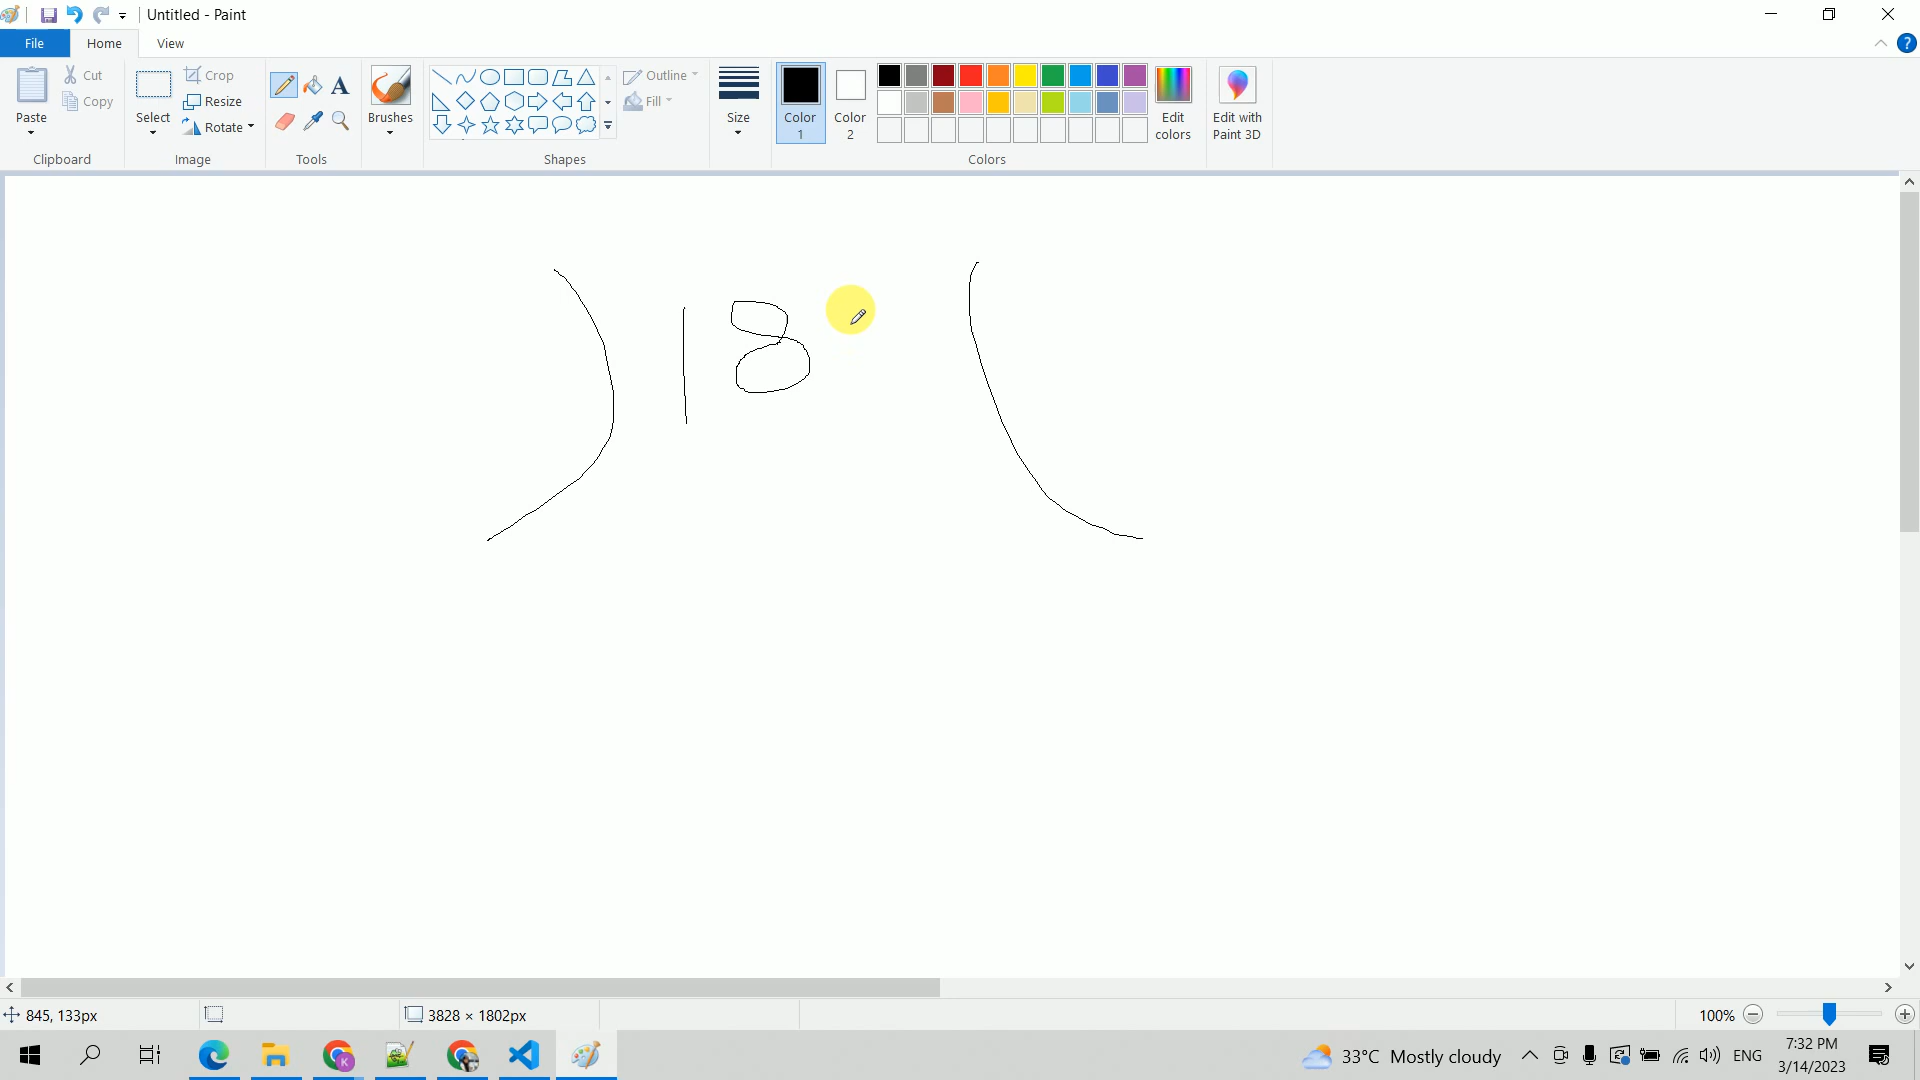 Untitled - Paint
File Home View
Paste
Cut
Copy
Clipboard
Select
Crop
Resize
Rotate
Image
A
Tools
Brushes
Outline
Fill
Shapes
Size
Color 1
Color 2
Edit colors
Colors
Edit with Paint 3D
?
) 18 (
845, 133px
3828 × 1802px
100%
K
33°C Mostly cloudy
ENG
7:32 PM
3/14/2023